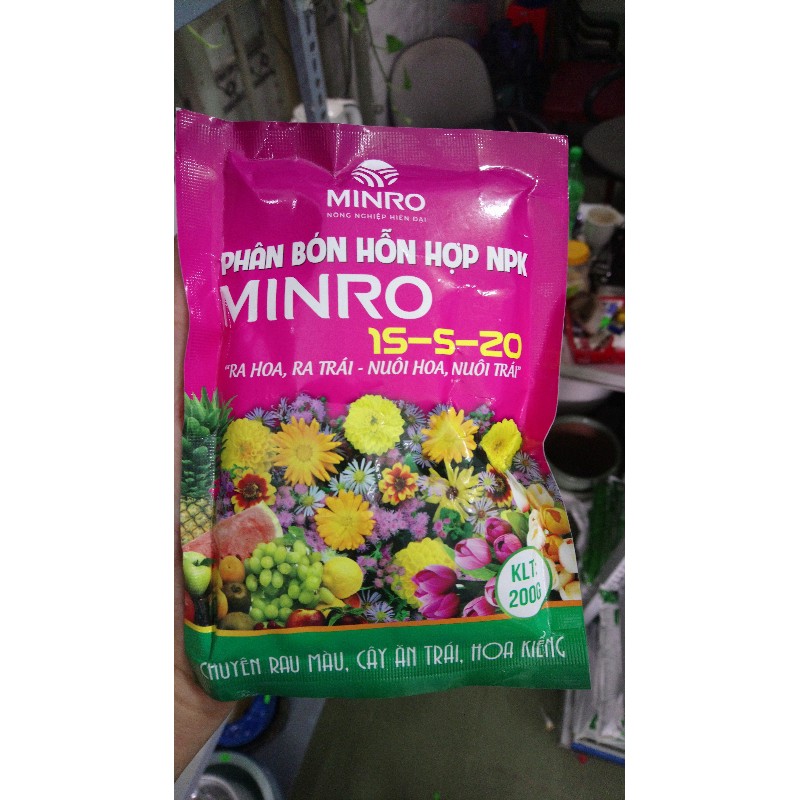 MINRO
NÔNG NGHIỆP HIỆN ĐẠI
PHÂN BÓN HỖN HỢP NPK
MINRO
15-5-20
"RA HOA, RA TRÁI - NUÔI HOA, NUÔI TRÁI"
KLT:
200G
CHUYÊN RAU MÀU, CÂY ĂN TRÁI, HOA KIỂNG